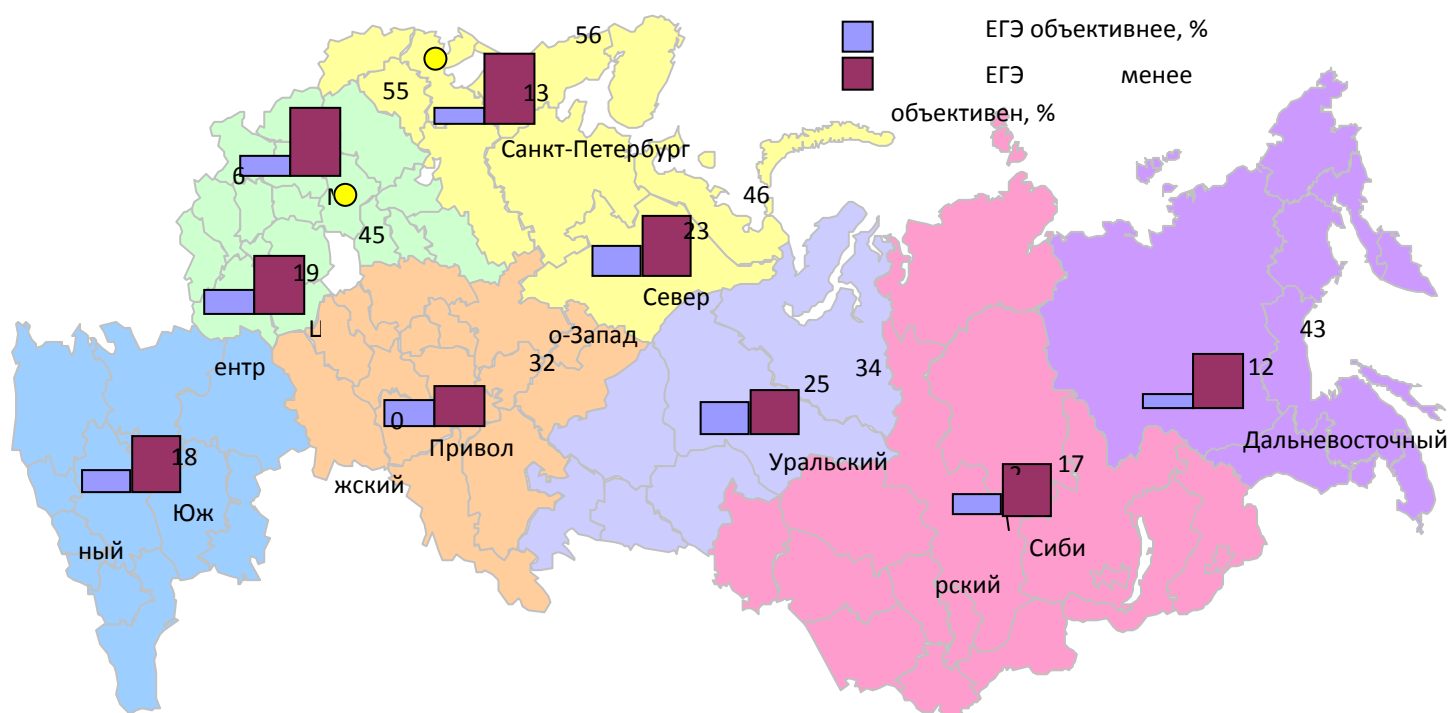 56
ЕГЭ объективнее, %
ЕГЭ менее
объективен, %
55
13
Санкт-Петербург
6
46
45
23
19
Север
о-Запад
43
ентр
32
34
12
25
0
Привол
Дальневосточный
Уральский
18
17
жский
Юж
ный
Сиби
рский